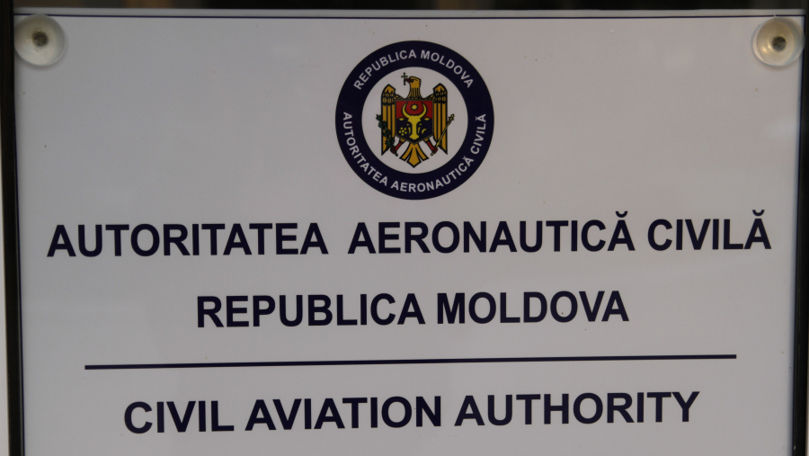 REPUBLICA MOLDOVA
AUTORITATEA AERONAUTICĂ CIVILĂ
AUTORITATEA AERONAUTICĂ CIVILĂ
REPUBLICA MOLDOVA
CIVIL AVIATION AUTHORITY